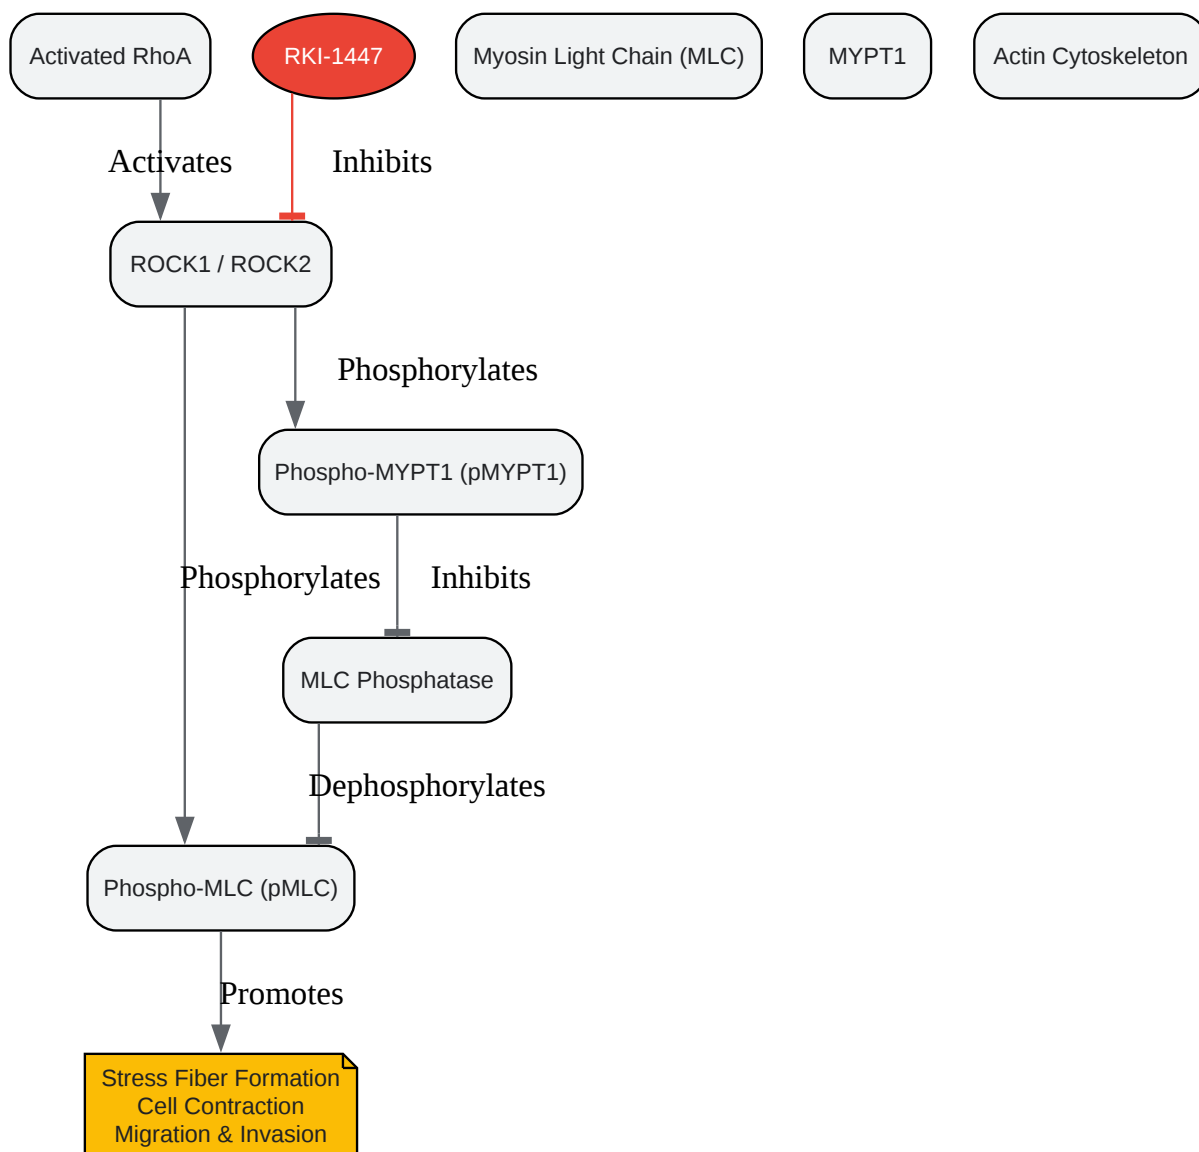 Activated RhoA
RKI-1447
Myosin Light Chain (MLC)
MYPT1
Actin Cytoskeleton
Activates
Inhibits
ROCK1 / ROCK2
Phosphorylates
Phospho-MYPT1 (pMYPT1)
Phosphorylates
Inhibits
MLC Phosphatase
Dephosphorylates
Phospho-MLC (pMLC)
Promotes
Stress Fiber Formation
Cell Contraction
Migration & Invasion